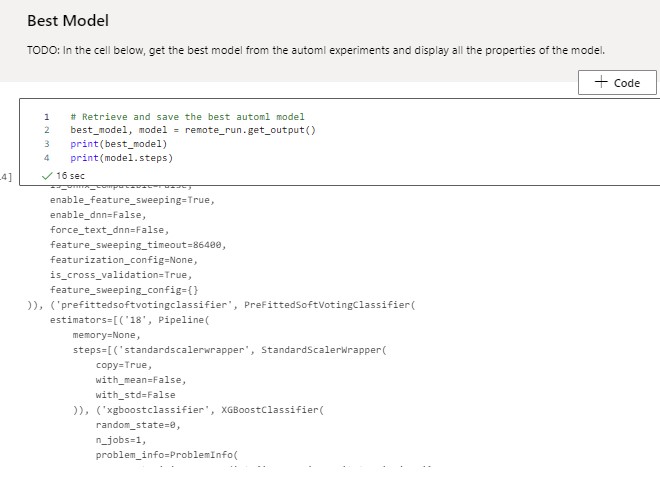 Best Model
TODO: In the cell below, get the best model from the automl experiments and display all the properties of the model.
+ Code
1 # Retrieve and save the best automl model
2 best_model, model = remote_run.get_output()
3 print(best_model)
4 print(model.steps)
4]
16 sec
enable_feature_sweeping=True,
enable_dnn=False,
force_text_dnn=False,
feature_sweeping_timeout=86400,
featurization_config=None,
is_cross_validation=True,
feature_sweeping_config={}
)), ('prefittedsoftvotingclassifier', PreFittedSoftVotingClassifier(
estimators=[('18', Pipeline(
memory=None,
steps=[('standardscalerwrapper', StandardScalerWrapper(
copy=True,
with_mean=False,
with_std=False
)), ('xgboostclassifier', XGBoostClassifier(
random_state=0,
n_jobs=1,
problem_info=ProblemInfo(